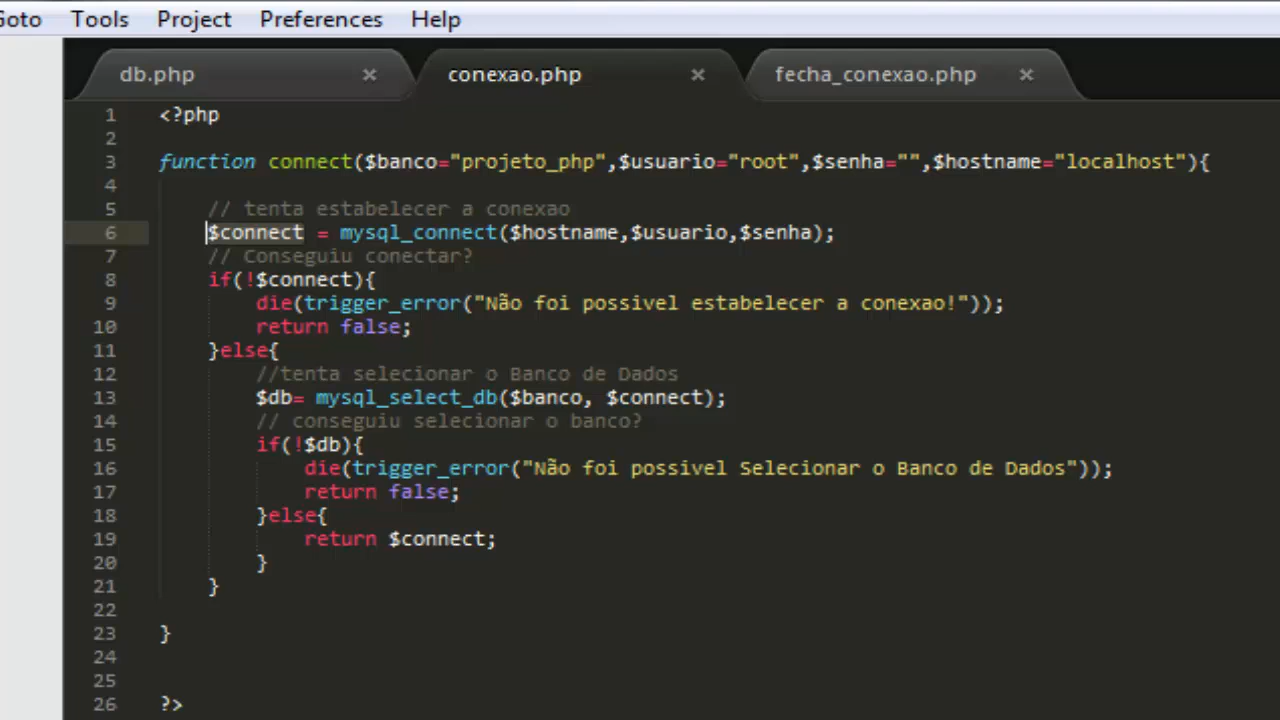 Goto Tools Project Preferences Help
db.php × conexao.php × fecha_conexao.php ×
1 <?php
2
3 function connect($banco="projeto_php",$usuario="root",$senha="",$hostname="localhost"){
4
5 // tenta estabelecer a conexao
6 $connect = mysql_connect($hostname,$usuario,$senha);
7 // Conseguiu conectar?
8 if(!$connect){
9 die(trigger_error("Não foi possivel estabelecer a conexao!"));
10 return false;
11 }else{
12 //tenta selecionar o Banco de Dados
13 $db= mysql_select_db($banco, $connect);
14 // conseguiu selecionar o banco?
15 if(!$db){
16 die(trigger_error("Não foi possivel Selecionar o Banco de Dados"));
17 return false;
18 }else{
19 return $connect;
20 }
21 }
22
23 }
24
25
26 ?>